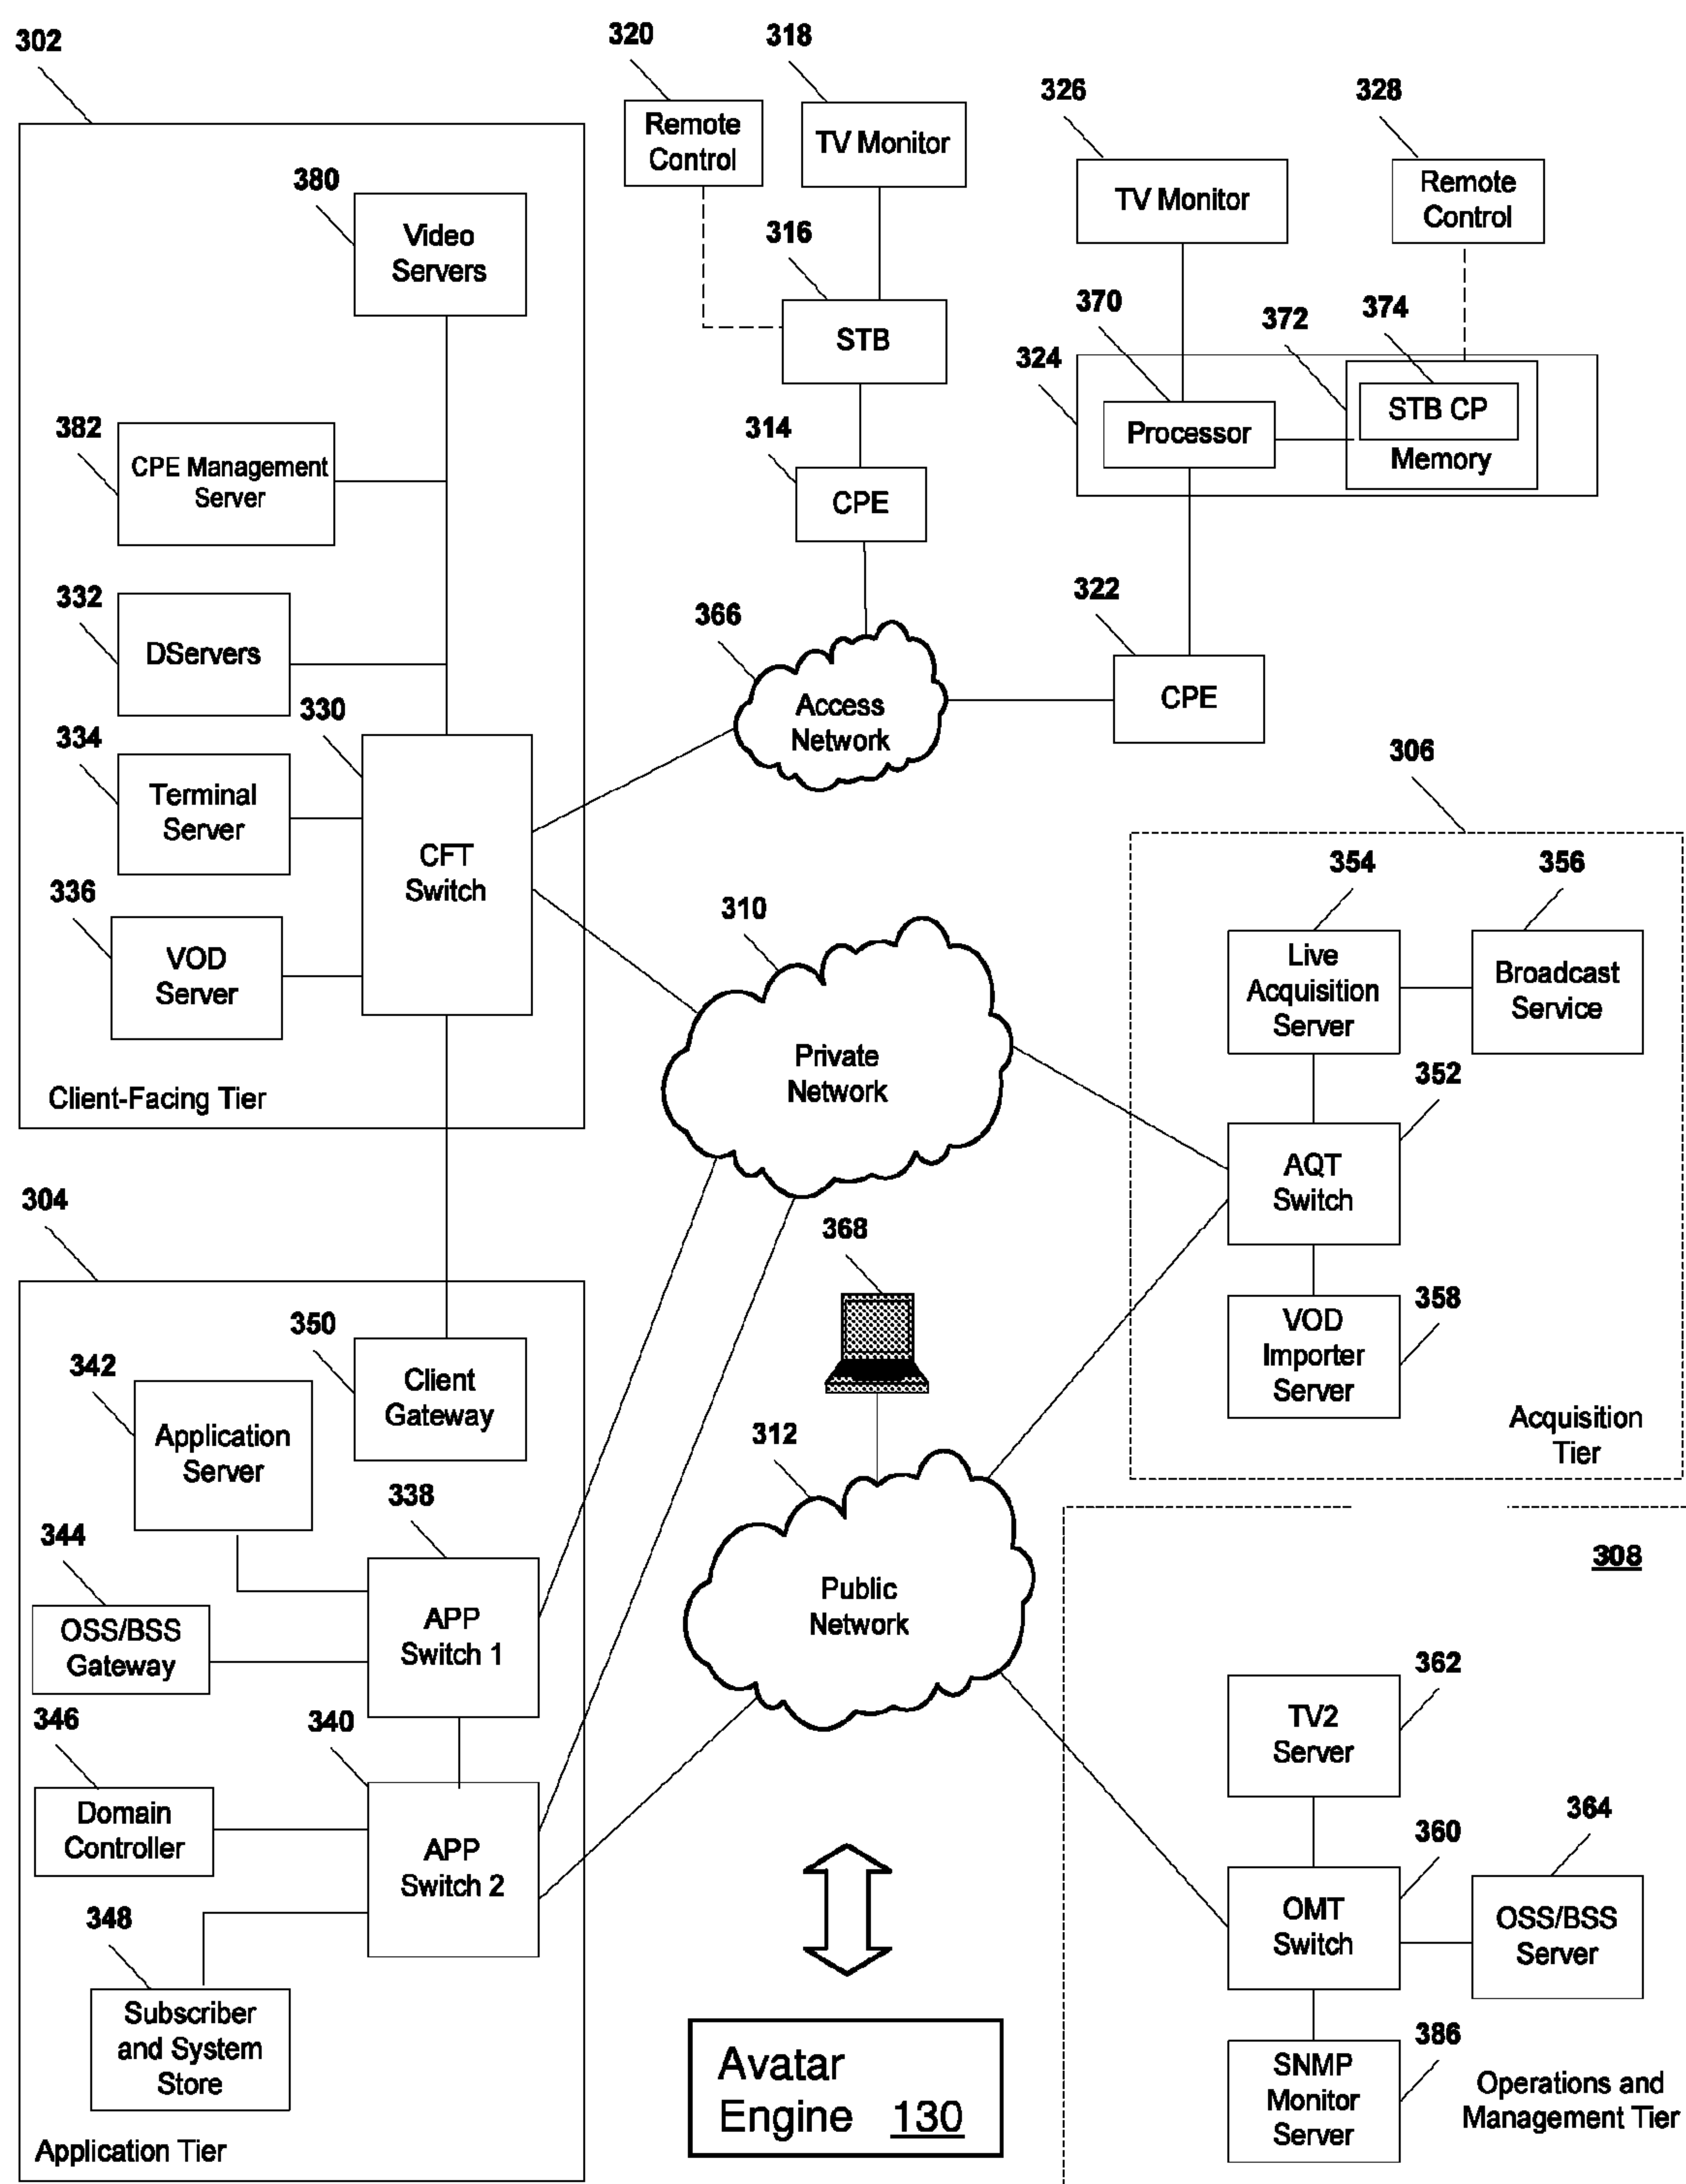 302
320
318
326
328
Remote
Control
TV Monitor
TV Monitor
Remote
Control
380
Video
Servers
316
STB
370
372
374
324
Processor
STB CP
Memory
382
CPE Management
Server
314
CPE
332
DServers
366
Access
Network
322
CPE
330
334
Terminal
Server
CFT
Switch
336
VOD
Server
Client-Facing Tier
310
Private
Network
306
354
356
Live
Acquisition
Server
Broadcast
Service
352
AQT
Switch
358
VOD
Importer
Server
Acquisition
Tier
304
350
Client
Gateway
342
Application
Server
368
312
Public
Network
338
344
OSS/BSS
Gateway
APP
Switch 1
346
340
Domain
Controller
APP
Switch 2
348
Subscriber
and System
Store
Application Tier
Avatar
Engine 130
308
362
TV2
Server
360
364
OMT
Switch
OSS/BSS
Server
386
SNMP
Monitor
Server
Operations and
Management Tier